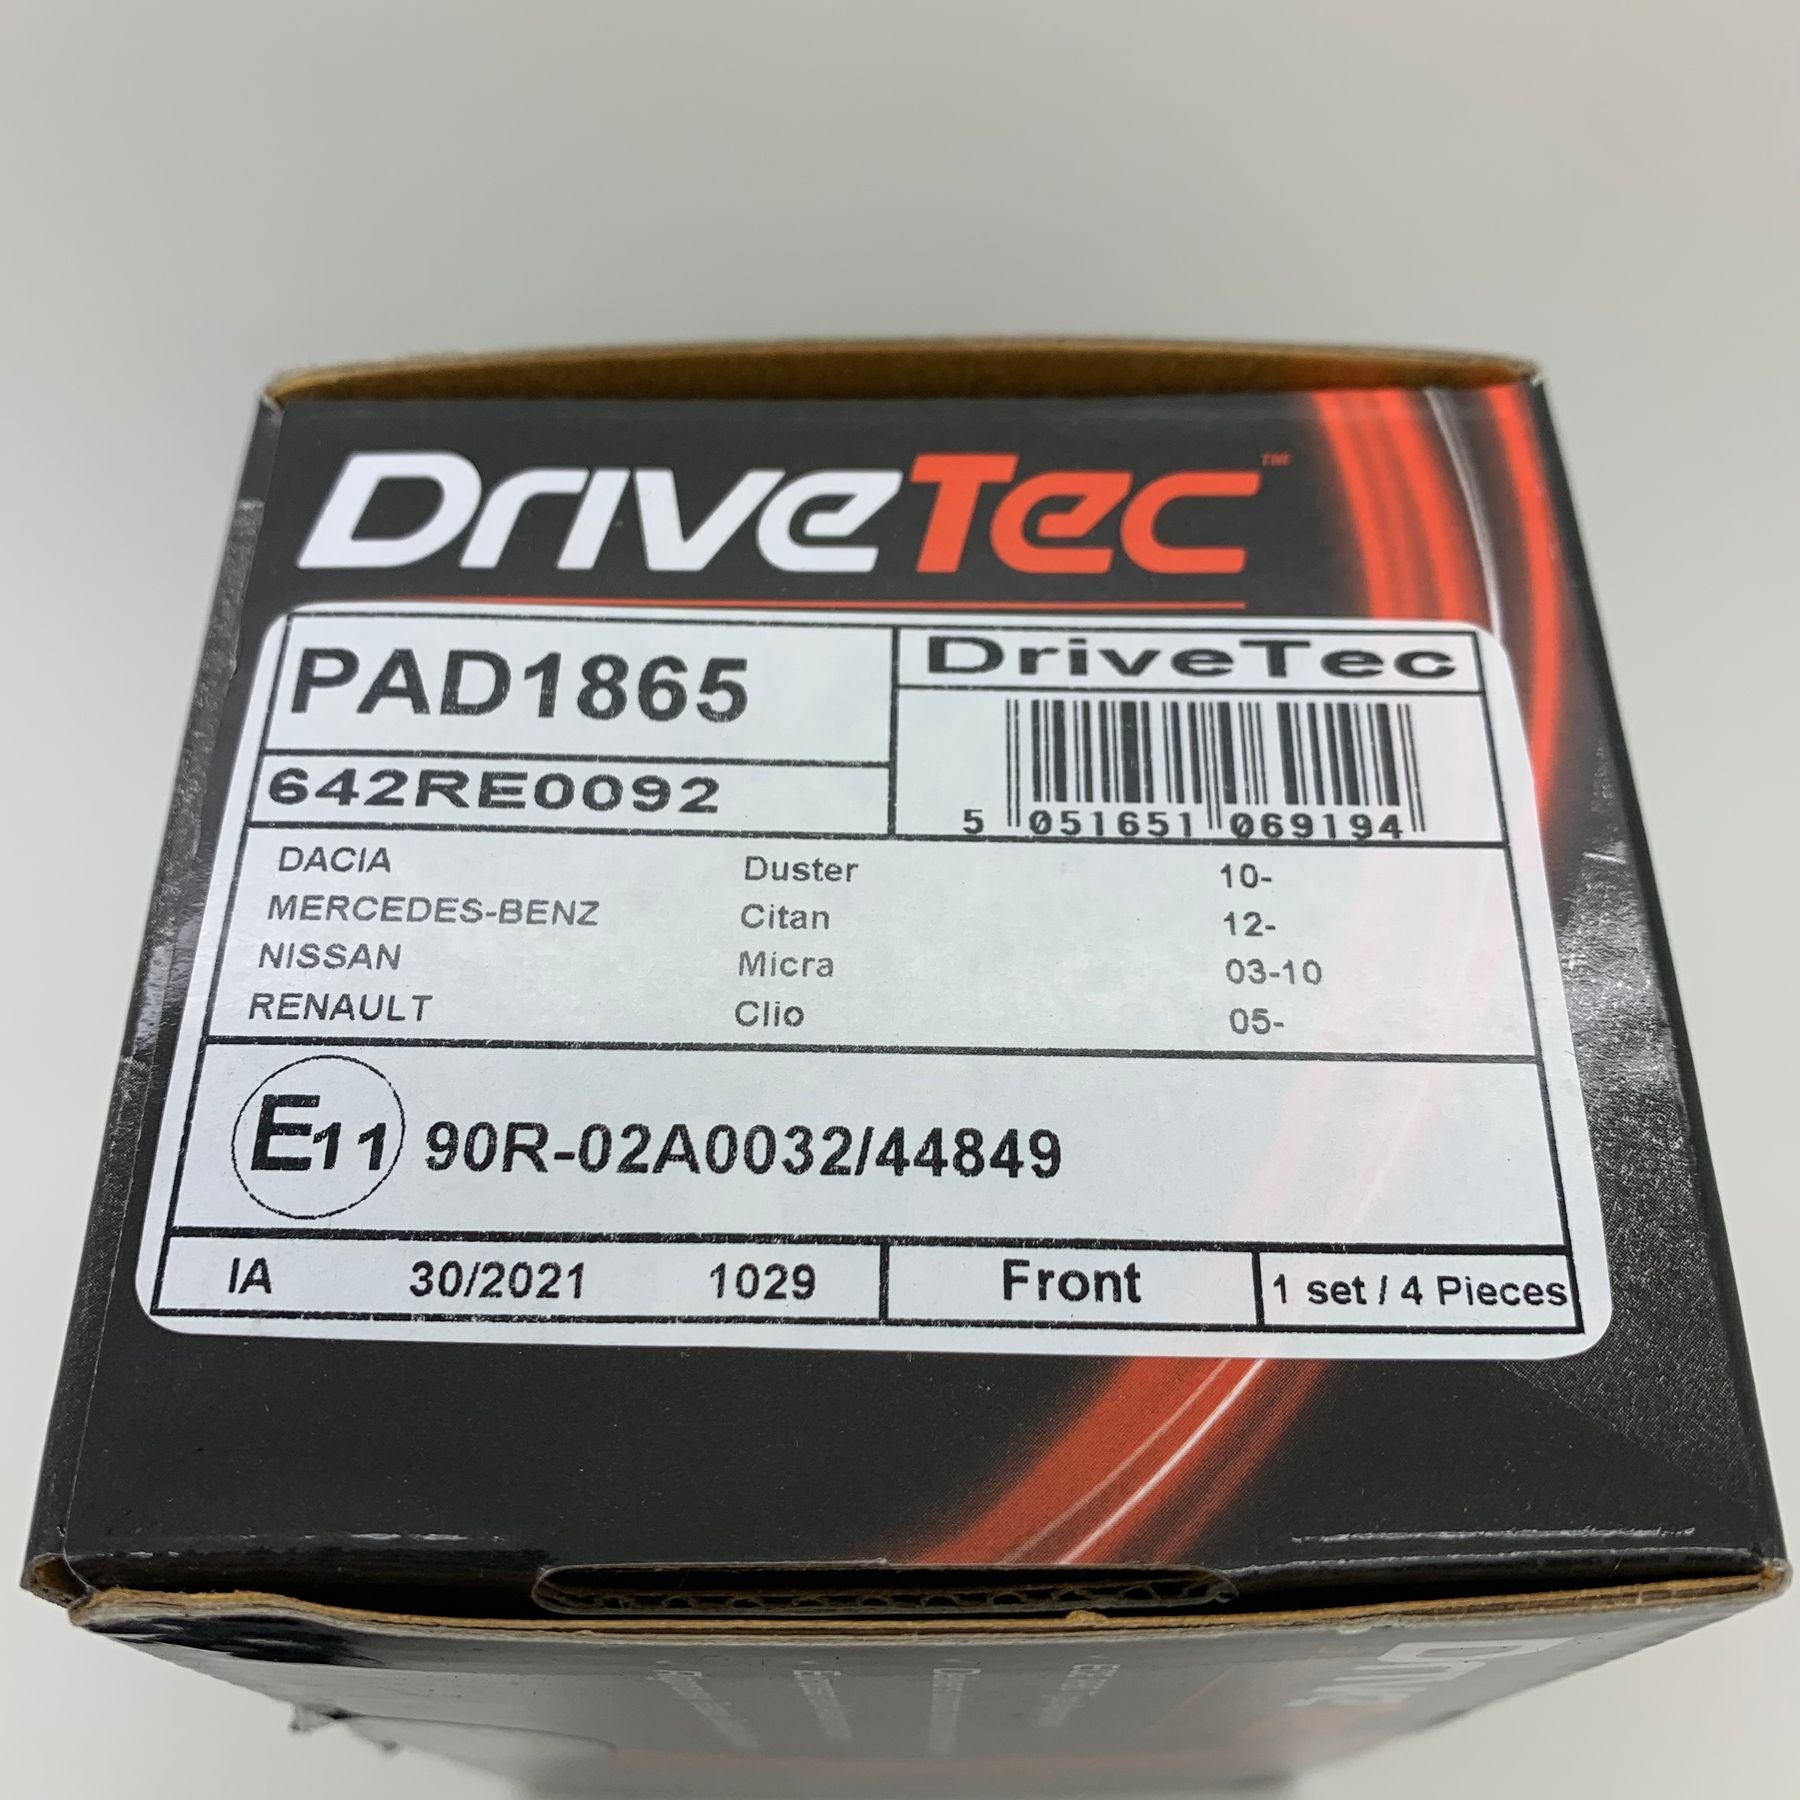 DriveTec™
PAD1865
DriveTec
642RE0092
5 051651 069194
DACIA Duster 10-
MERCEDES-BENZ Citan 12-
NISSAN Micra 03-10
RENAULT Clio 05-
E11 90R-02A0032/44849
IA 30/2021 1029 Front 1 set / 4 Pieces